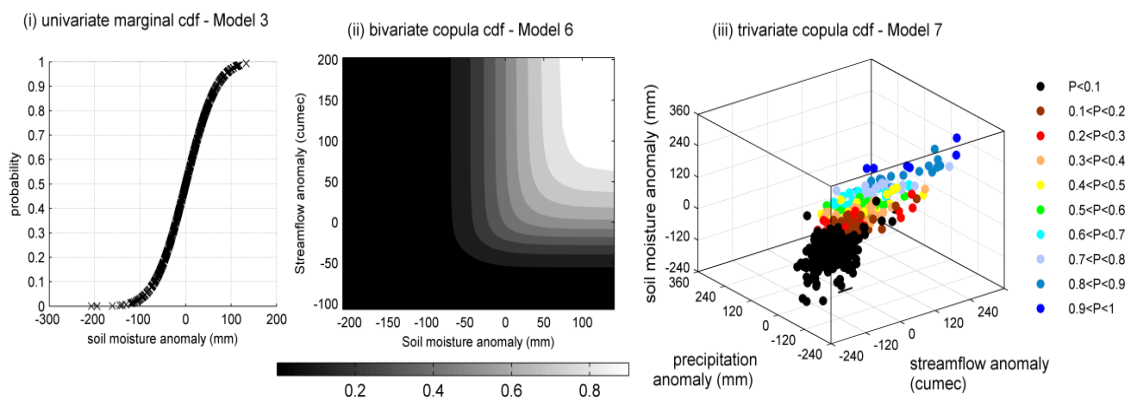 (i) univariate marginal cdf - Model 3
(ii) bivariate copula cdf - Model 6
(iii) trivariate copula cdf - Model 7
probability
1
0.9
0.8
0.7
0.6
0.5
0.4
0.3
0.2
0.1
0
-300 -200 -100 0 100 200
soil moisture anomaly (mm)
Streamflow anomaly (cumec)
200
150
100
50
0
-50
-100
-200 -150 -100 -50 0 50 100
Soil moisture anomaly (mm)
0.2 0.4 0.6 0.8
soil moisture anomaly (mm)
360
240
120
0
-120
-240
360
240
120
0
-120
-240
precipitation
anomaly (mm)
-240
-120
0
120
240
streamflow anomaly
(cumec)
P<0.1
0.1<P<0.2
0.2<P<0.3
0.3<P<0.4
0.4<P<0.5
0.5<P<0.6
0.6<P<0.7
0.7<P<0.8
0.8<P<0.9
0.9<P<1